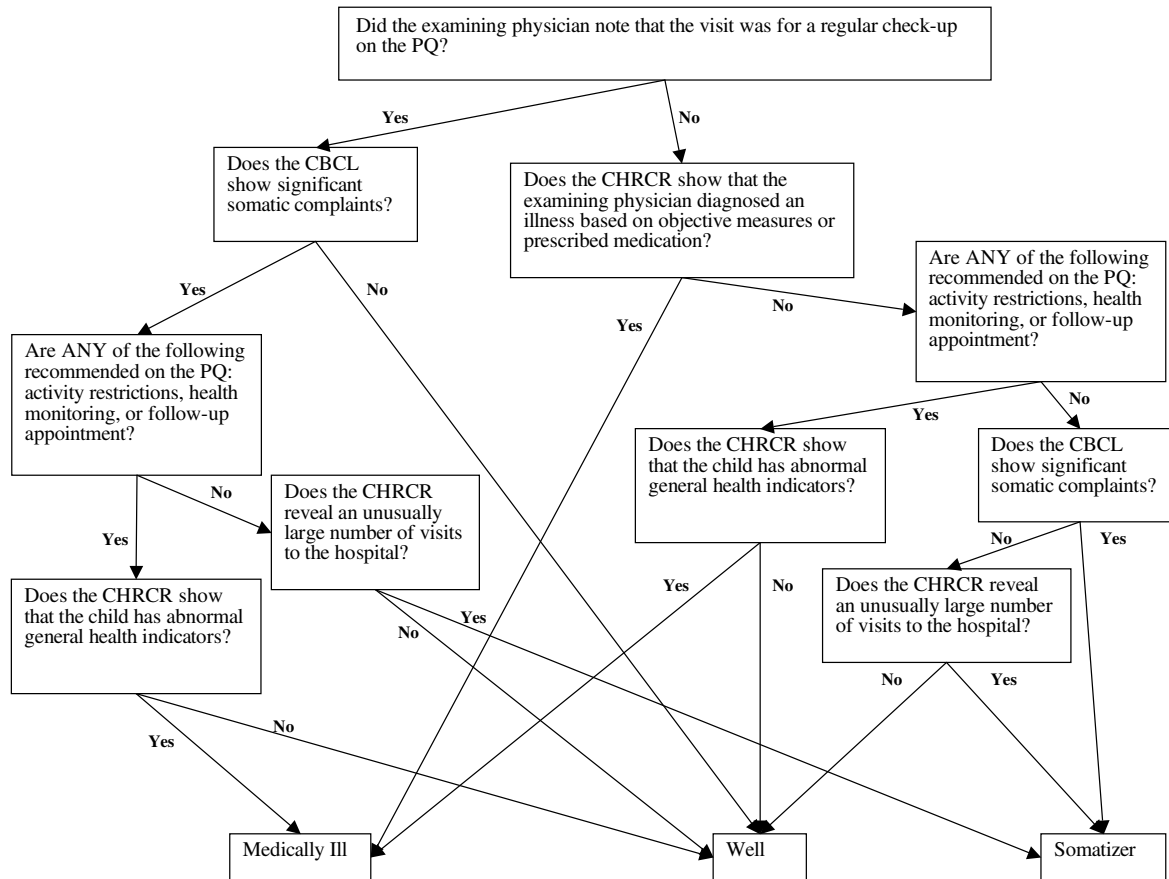 Did the examining physician note that the visit was for a regular check-up
on the PQ?
Yes
No
Does the CBCL
show significant
somatic complaints?
Does the CHRCR show that the
examining physician diagnosed an
illness based on objective measures or
prescribed medication?
Are ANY of the following
recommended on the PQ:
activity restrictions, health
monitoring, or follow-up
appointment?
Yes
No
Yes
No
Are ANY of the following
recommended on the PQ:
activity restrictions, health
monitoring, or follow-up
appointment?
Yes
No
Does the CHRCR show
that the child has abnormal
general health indicators?
Does the CBCL
show significant
somatic complaints?
No
Yes
Does the CHRCR
reveal an unusually
large number of visits
to the hospital?
No
Yes
Yes
No
Does the CHRCR show
that the child has abnormal
general health indicators?
Does the CHRCR reveal
an unusually large number
of visits to the hospital?
No
Yes
No
Yes
Yes
No
Medically Ill
Well
Somatizer